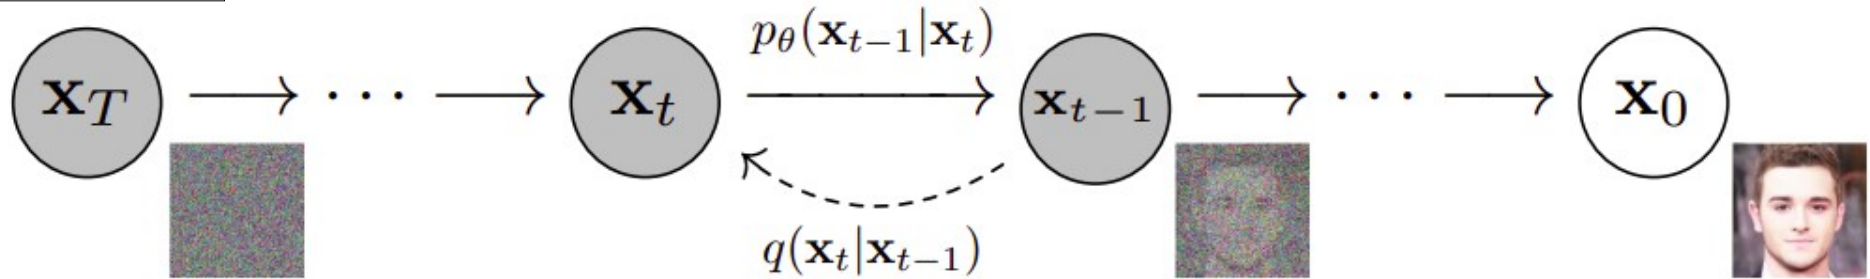 p_θ(x_{t−1}|x_t)
x_T → ··· → x_t → x_{t−1} → ··· → x_0
q(x_t|x_{t−1})